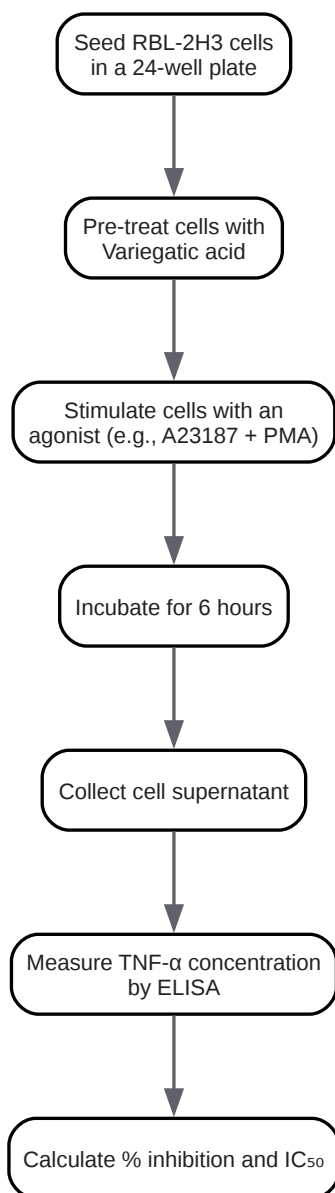 Seed RBL-2H3 cells
in a 24-well plate
Pre-treat cells with
Variegatic acid
Stimulate cells with an
agonist (e.g., A23187 + PMA)
Incubate for 6 hours
Collect cell supernatant
Measure TNF-α concentration
by ELISA
Calculate % inhibition and IC₅₀